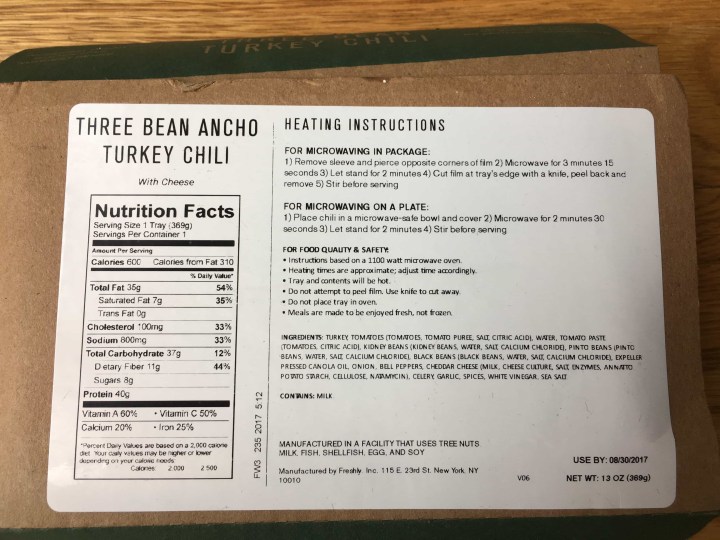 TURKEY CHILI
THREE BEAN ANCHO
TURKEY CHILI
With Cheese
Nutrition Facts
Serving Size 1 Tray (369g)
Servings Per Container 1
Amount Per Serving
Calories 600 Calories from Fat 310
% Daily Value*
Total Fat 35g 54%
Saturated Fat 7g 35%
Trans Fat 0g
Cholesterol 100mg 33%
Sodium 800mg 33%
Total Carbohydrate 37g 12%
Dietary Fiber 11g 44%
Sugars 8g
Protein 40g
Vitamin A 60% • Vitamin C 50%
Calcium 20% • Iron 25%
*Percent Daily Values are based on a 2,000 calorie
diet. Your daily values may be higher or lower
depending on your calorie needs:
Calories: 2,000 2,500
FW3 235 2017 5:12
HEATING INSTRUCTIONS
FOR MICROWAVING IN PACKAGE:
1) Remove sleeve and pierce opposite corners of film 2) Microwave for 3 minutes 15
seconds 3) Let stand for 2 minutes 4) Cut film at tray's edge with a knife, peel back and
remove 5) Stir before serving
FOR MICROWAVING ON A PLATE:
1) Place chili in a microwave-safe bowl and cover 2) Microwave for 2 minutes 30
seconds 3) Let stand for 2 minutes 4) Stir before serving
FOR FOOD QUALITY & SAFETY:
• Instructions based on a 1100 watt microwave oven.
• Heating times are approximate; adjust time accordingly.
• Tray and contents will be hot.
• Do not attempt to peel film. Use knife to cut away.
• Do not place tray in oven.
• Meals are made to be enjoyed fresh, not frozen.
INGREDIENTS: TURKEY, TOMATOES (TOMATOES, TOMATO PUREE, SALT, CITRIC ACID), WATER, TOMATO PASTE
(TOMATOES, CITRIC ACID), KIDNEY BEANS (KIDNEY BEANS, WATER, SALT, CALCIUM CHLORIDE), PINTO BEANS (PINTO
BEANS, WATER, SALT, CALCIUM CHLORIDE), BLACK BEANS (BLACK BEANS, WATER, SALT, CALCIUM CHLORIDE), EXPELLER
PRESSED CANOLA OIL, ONION, BELL PEPPERS, CHEDDAR CHEESE (MILK, CHEESE CULTURE, SALT, ENZYMES, ANNATTO
POTATO STARCH, CELLULOSE, NATAMYCIN), CELERY, GARLIC, SPICES, WHITE VINEGAR, SEA SALT
CONTAINS: MILK
MANUFACTURED IN A FACILITY THAT USES TREE NUTS
MILK, FISH, SHELLFISH, EGG, AND SOY
Manufactured by Freshly Inc. 115 E. 23rd St. New York, NY
10010
V06
USE BY: 08/30/2017
NET WT: 13 OZ (369g)